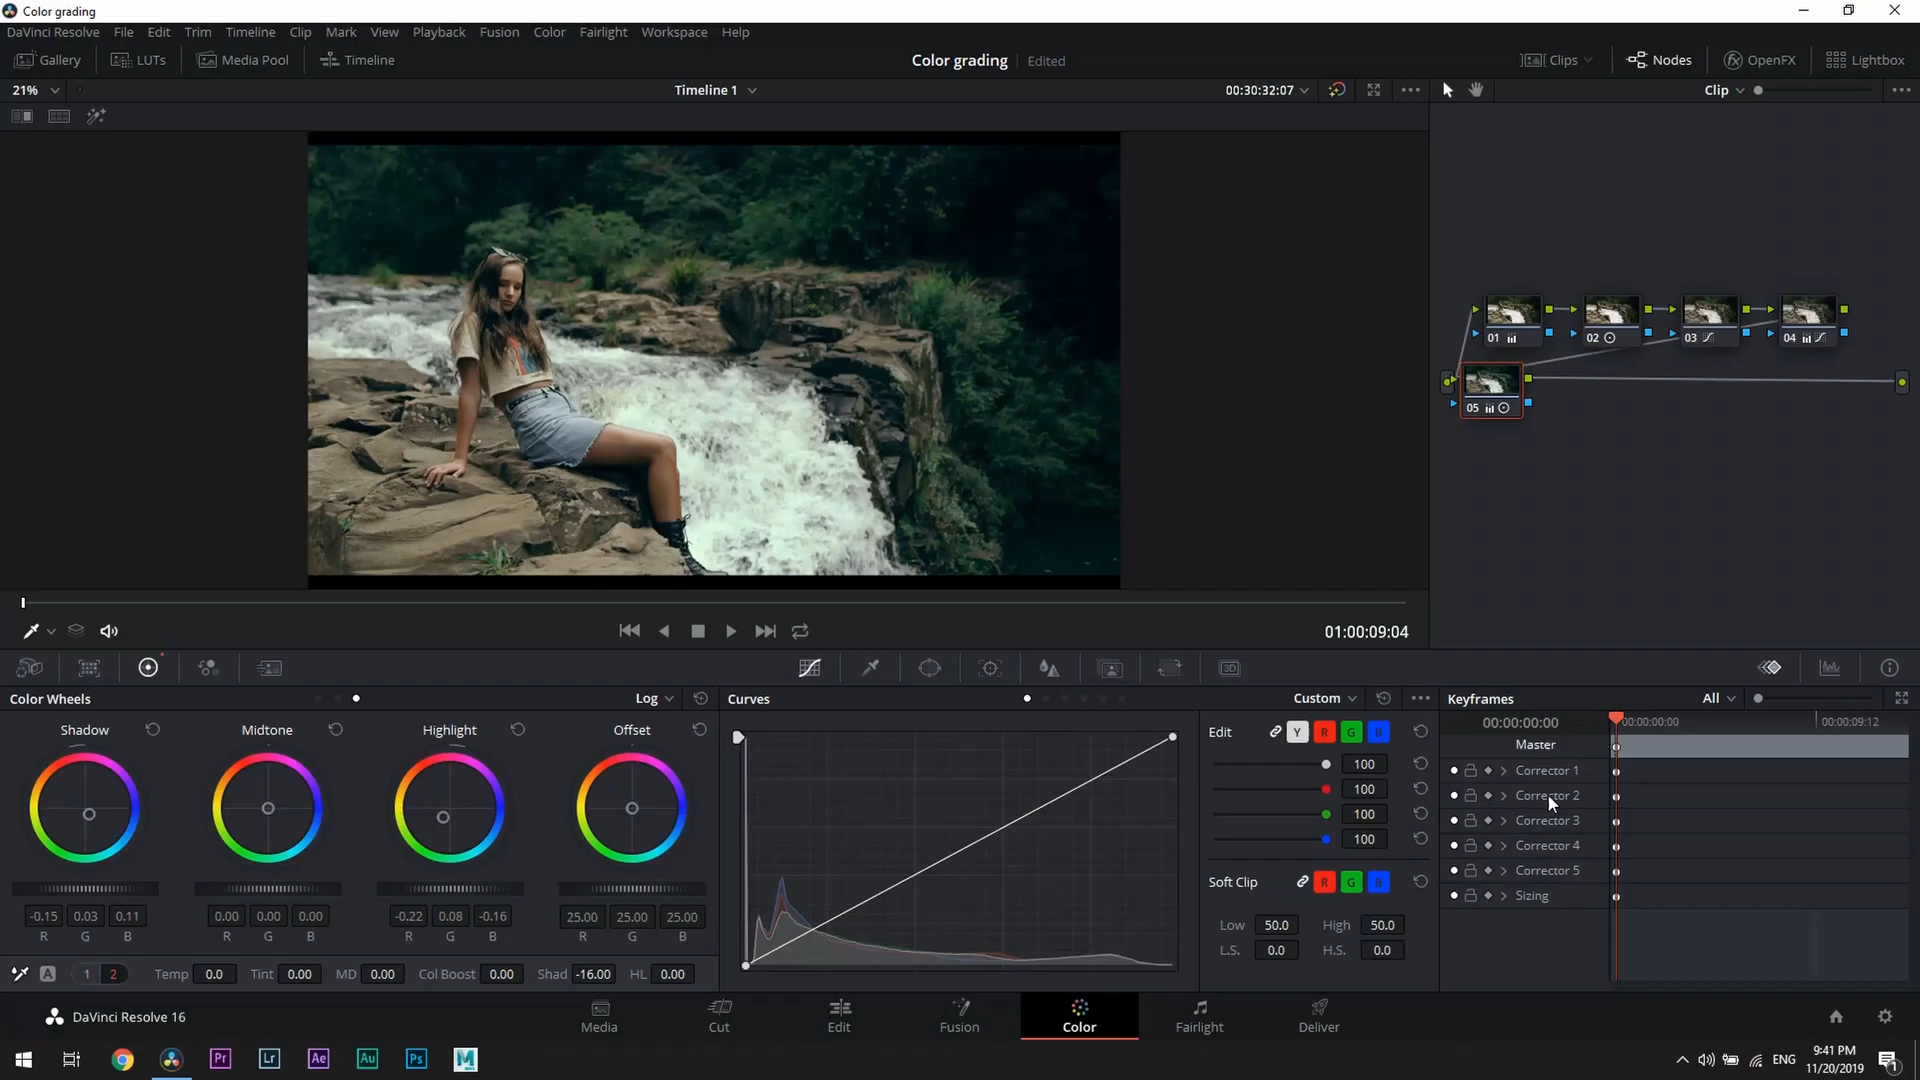 Color grading
DaVinci Resolve File Edit Trim Timeline Clip Mark View Playback Fusion Color Fairlight Workspace Help
Gallery LUTs Media Pool Timeline Color grading Edited Clips Nodes OpenFX Lightbox
21% Timeline 1 00:30:32:07 Clip
01 02 03 04
05
01:00:09:04
3D
Color Wheels Log Curves Custom Keyframes All
Shadow Midtone Highlight Offset
Edit Y R G B
00:00:00:00 00:00:00:00 00:00:09:12
Master
100
Corrector 1
100
Corrector 2
100
Corrector 3
100
Corrector 4
Soft Clip R G B
Corrector 5
Sizing
-0.15 0.03 0.11 0.00 0.00 0.00 -0.22 0.08 -0.16 25.00 25.00 25.00
R G B R G B R G B R G B
Low 50.0 High 50.0
L.S. 0.0 H.S. 0.0
A 1 2 Temp 0.0 Tint 0.00 MD 0.00 Col Boost 0.00 Shad -16.00 HL 0.00
DaVinci Resolve 16
Media Cut Edit Fusion Color Fairlight Deliver
Pr Lr Ae Au Ps M
ENG
9:41 PM
11/20/2019
1